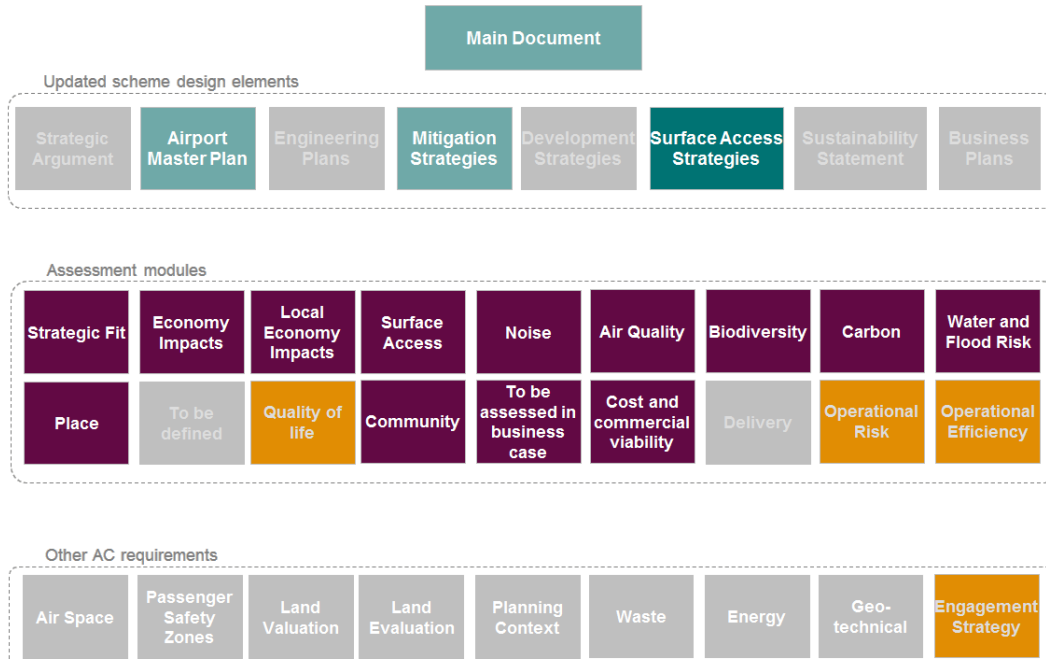 Main Document
Updated scheme design elements
Strategic
Argument
Airport
Master Plan
Engineering
Plans
Mitigation
Strategies
Development
Strategies
Surface Access
Strategies
Sustainability
Statement
Business
Plans
Assessment modules
Strategic Fit
Economy
Impacts
Local
Economy
Impacts
Surface
Access
Noise
Air Quality
Biodiversity
Carbon
Water and
Flood Risk
Place
To be
defined
Quality of
life
Community
To be
assessed in
business
case
Cost and
commercial
viability
Delivery
Operational
Risk
Operational
Efficiency
Other AC requirements
Air Space
Passenger
Safety
Zones
Land
Valuation
Land
Evaluation
Planning
Context
Waste
Energy
Geo-
technical
Engagement
Strategy